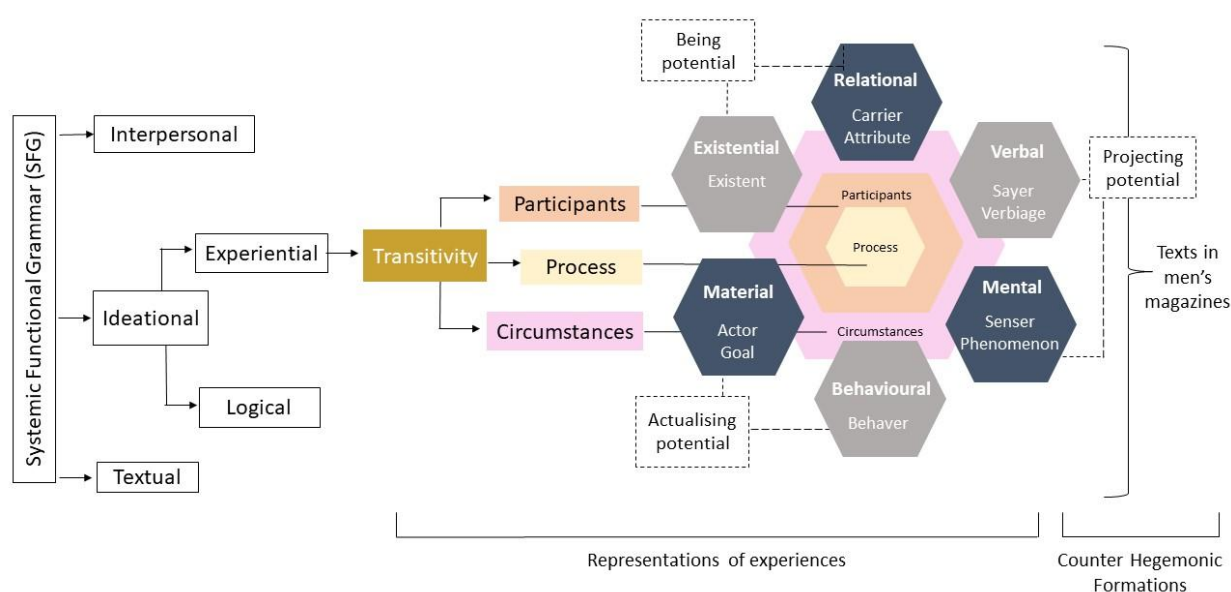 Systemic Functional Grammar (SFG)
Interpersonal
Ideational
Textual
Experiential
Logical
Transitivity
Participants
Process
Circumstances
Being
potential
Relational
Carrier
Attribute
Existential
Existent
Verbal
Sayer
Verbiage
Projecting
potential
Participants
Process
Circumstances
Material
Actor
Goal
Mental
Senser
Phenomenon
Behavioural
Behaver
Actualising
potential
Texts in
men's
magazines
Representations of experiences
Counter Hegemonic
Formations